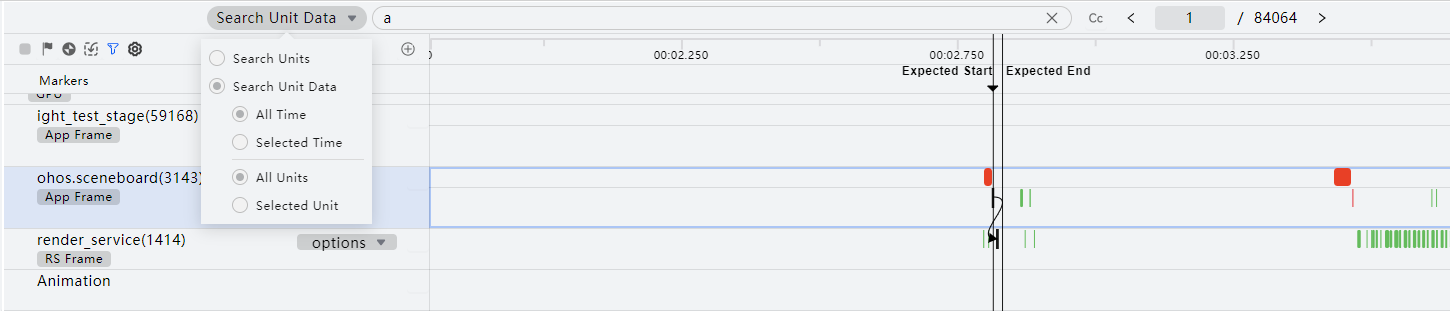 Search Unit Data a Cc 1 / 84064
Search Units
Search Unit Data
All Time
Selected Time
All Units
Selected Unit
0 00:02.250 00:02.750 00:03.250
Expected Start Expected End
Markers
GPU
ight_test_stage(59168)
App Frame
ohos.sceneboard(3143)
App Frame
render_service(1414) options
RS Frame
Animation